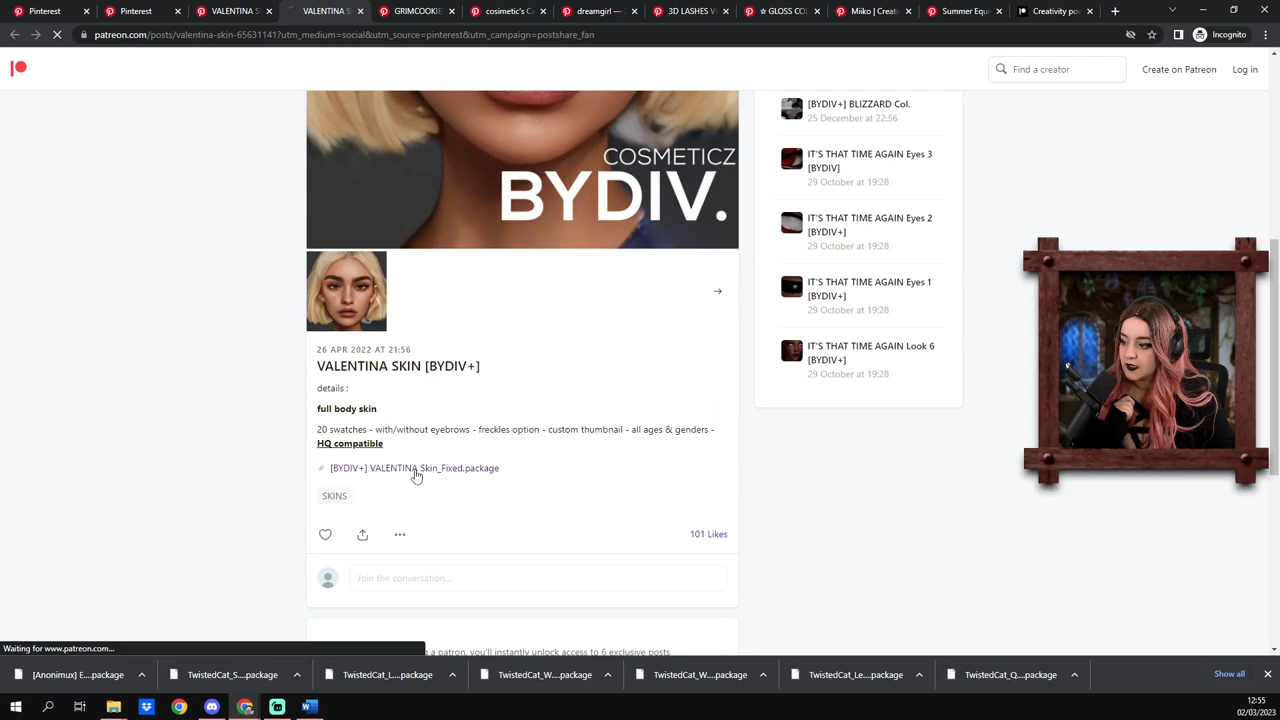 Pinterest
Pinterest
VALENTINA S
VALENTINA S
GRIMCOOKIE
cosmetic's C
dreamgirl —
3D LASHES V
☆ GLOSS COL
Miiko | Creati
Summer Equi
Creativity pow
patreon.com/posts/valentina-skin-65631141?utm_medium=social&utm_source=pinterest&utm_campaign=postshare_fan
Incognito
Find a creator
Create on Patreon
Log in
COSMETICZ
BYDIV.
26 APR 2022 AT 21:56
VALENTINA SKIN [BYDIV+]
details :
full body skin
20 swatches - with/without eyebrows - freckles option - custom thumbnail - all ages & genders -
HQ compatible
[BYDIV+] VALENTINA Skin_Fixed.package
SKINS
101 Likes
Join the conversation...
a patron, you'll instantly unlock access to 6 exclusive posts
[BYDIV+] BLIZZARD Col.
25 December at 22:56
IT'S THAT TIME AGAIN Eyes 3
[BYDIV]
29 October at 19:28
IT'S THAT TIME AGAIN Eyes 2
[BYDIV+]
29 October at 19:28
IT'S THAT TIME AGAIN Eyes 1
[BYDIV+]
29 October at 19:28
IT'S THAT TIME AGAIN Look 6
[BYDIV+]
29 October at 19:28
Waiting for www.patreon.com...
[Anonimux] E....package
TwistedCat_S....package
TwistedCat_L....package
TwistedCat_W....package
TwistedCat_W....package
TwistedCat_Le....package
TwistedCat_Q....package
Show all
12:55
02/03/2023